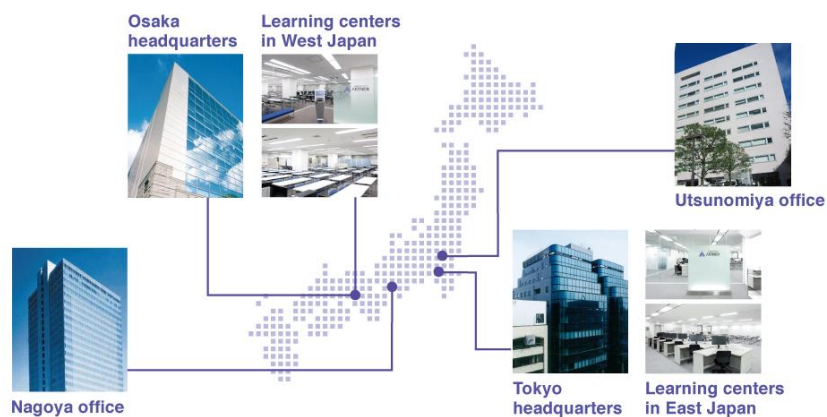 Osaka
headquarters
Learning centers
in West Japan
Utsunomiya office
Nagoya office
Tokyo
headquarters
Learning centers
in East Japan